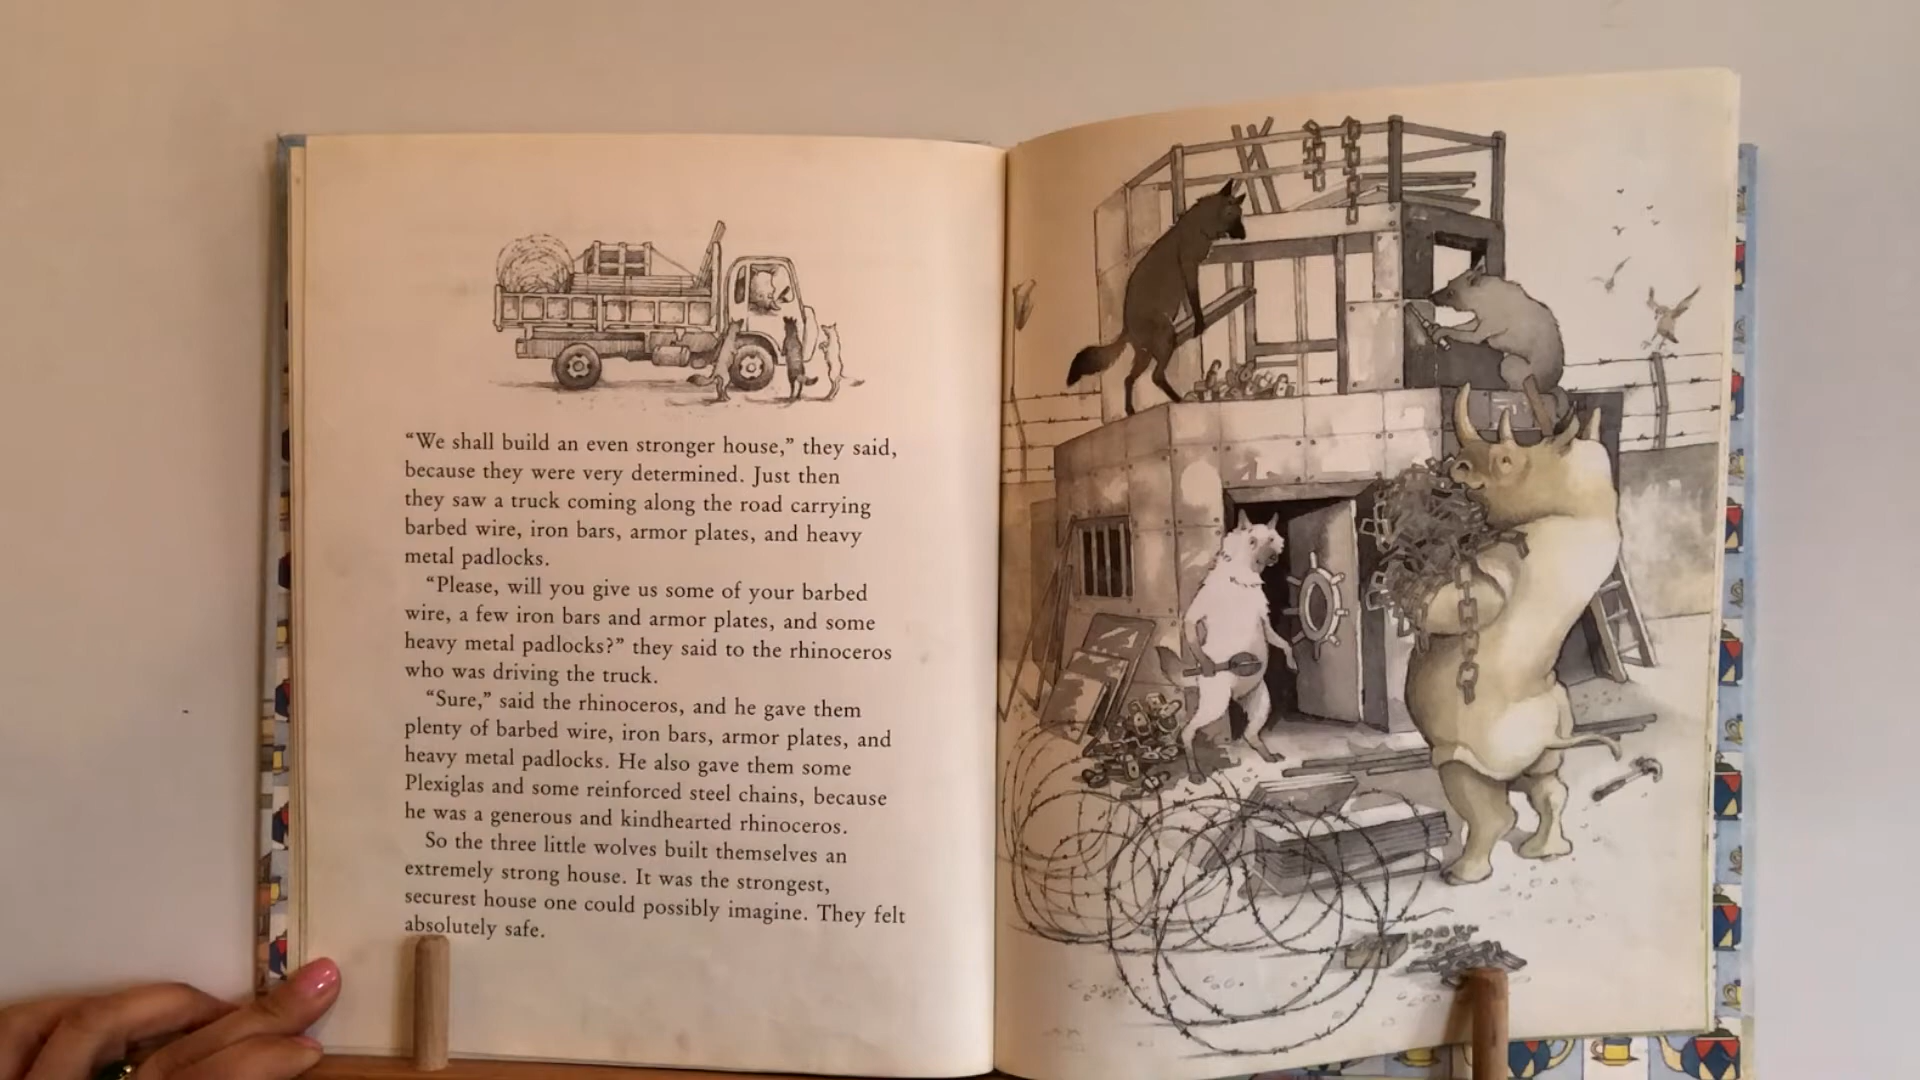 “We shall build an even stronger house,” they said,
because they were very determined. Just then
they saw a truck coming along the road carrying
barbed wire, iron bars, armor plates, and heavy
metal padlocks.
“Please, will you give us some of your barbed
wire, a few iron bars and armor plates, and some
heavy metal padlocks?” they said to the rhinoceros
who was driving the truck.
“Sure,” said the rhinoceros, and he gave them
plenty of barbed wire, iron bars, armor plates, and
heavy metal padlocks. He also gave them some
Plexiglas and some reinforced steel chains, because
he was a generous and kindhearted rhinoceros.
So the three little wolves built themselves an
extremely strong house. It was the strongest,
securest house one could possibly imagine. They felt
absolutely safe.